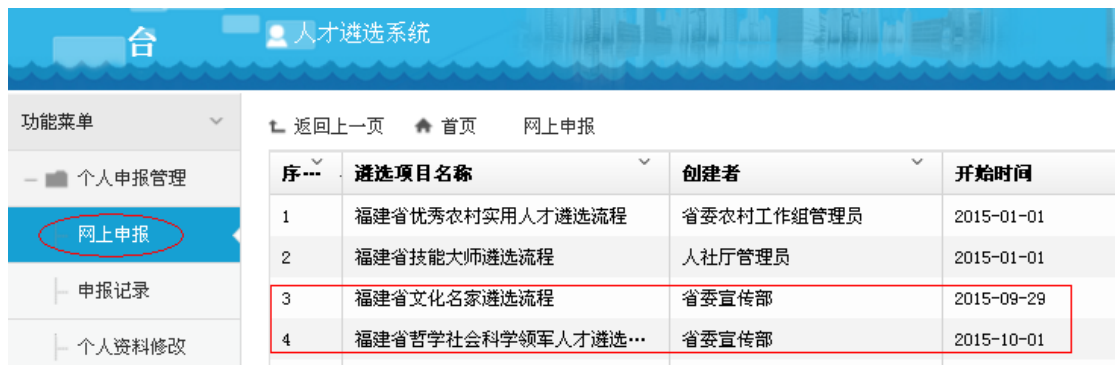 台
人才遴选系统
功能菜单
返回上一页 首页 网上申报
个人申报管理
网上申报
申报记录
个人资料修改
序… 遴选项目名称 创建者 开始时间
1 福建省优秀农村实用人才遴选流程 省委农村工作组管理员 2015-01-01
2 福建省技能大师遴选流程 人社厅管理员 2015-01-01
3 福建省文化名家遴选流程 省委宣传部 2015-09-29
4 福建省哲学社会科学领军人才遴选… 省委宣传部 2015-10-01